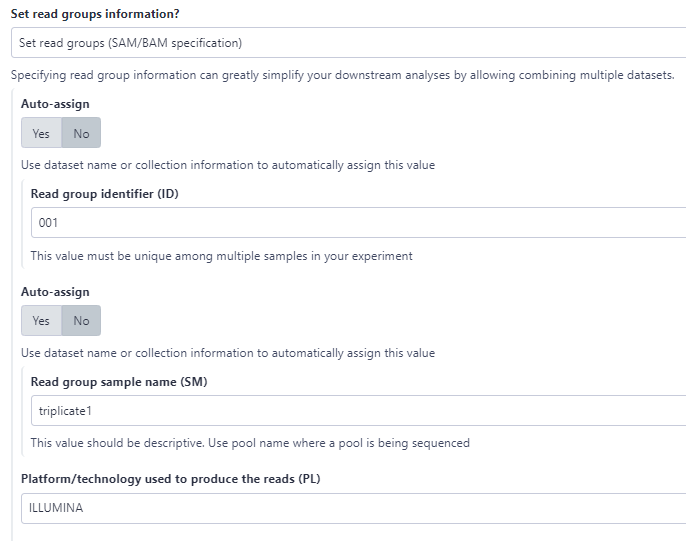 Set read groups information?
Set read groups (SAM/BAM specification)
Specifying read group information can greatly simplify your downstream analyses by allowing combining multiple datasets.
Auto-assign
Yes No
Use dataset name or collection information to automatically assign this value
Read group identifier (ID)
001
This value must be unique among multiple samples in your experiment
Auto-assign
Yes No
Use dataset name or collection information to automatically assign this value
Read group sample name (SM)
triplicate1
This value should be descriptive. Use pool name where a pool is being sequenced
Platform/technology used to produce the reads (PL)
ILLUMINA